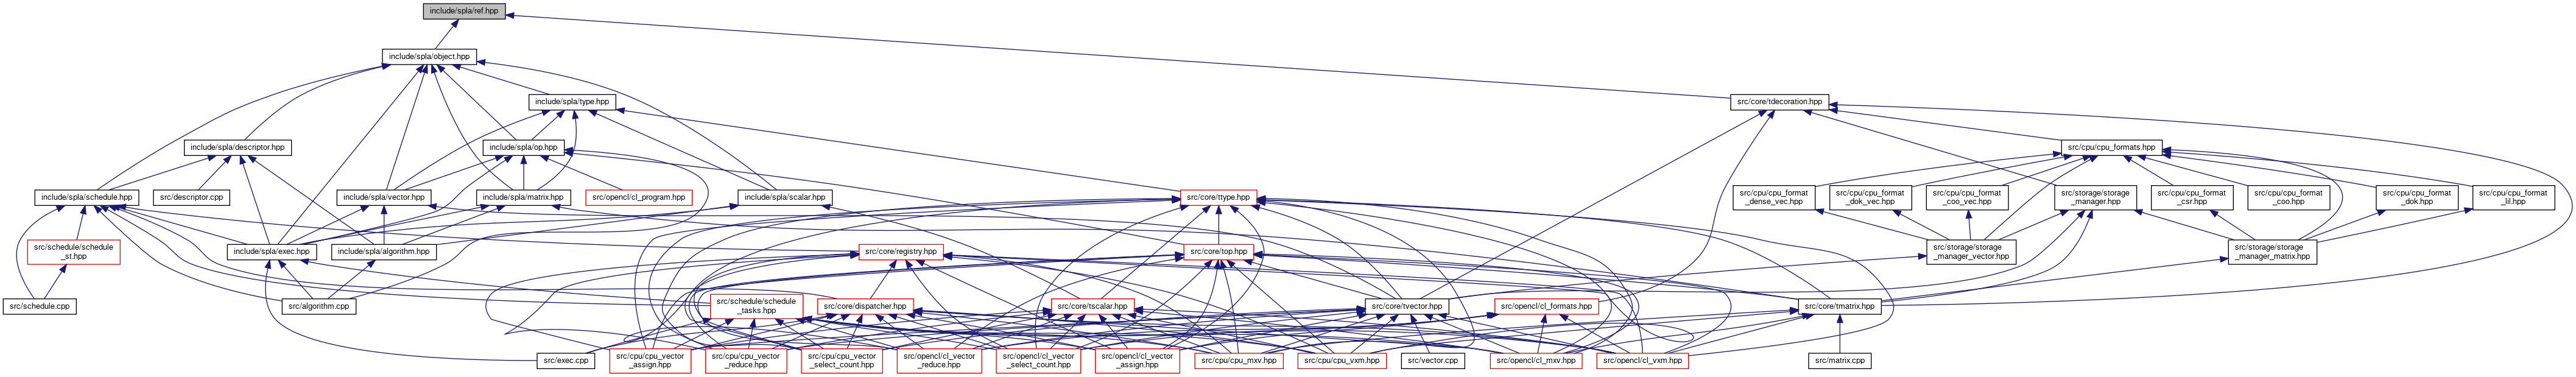 include/spla/ref.hpp
include/spla/object.hpp
include/spla/type.hpp
src/core/tdecoration.hpp
include/spla/descriptor.hpp
include/spla/op.hpp
src/cpu/cpu_formats.hpp
include/spla/schedule.hpp
src/descriptor.cpp
include/spla/vector.hpp
include/spla/matrix.hpp
src/opencl/cl_program.hpp
include/spla/scalar.hpp
src/core/ttype.hpp
src/cpu/cpu_format
_dense_vec.hpp
src/cpu/cpu_format
_dok_vec.hpp
src/cpu/cpu_format
_coo_vec.hpp
src/storage/storage
_manager.hpp
src/cpu/cpu_format
_csr.hpp
src/cpu/cpu_format
_coo.hpp
src/cpu/cpu_format
_dok.hpp
src/cpu/cpu_format
_lil.hpp
src/schedule/schedule
_st.hpp
include/spla/exec.hpp
include/spla/algorithm.hpp
src/core/registry.hpp
src/core/top.hpp
src/storage/storage
_manager_vector.hpp
src/storage/storage
_manager_matrix.hpp
src/schedule.cpp
src/algorithm.cpp
src/schedule/schedule
_tasks.hpp
src/core/dispatcher.hpp
src/core/tscalar.hpp
src/core/tvector.hpp
src/opencl/cl_formats.hpp
src/core/tmatrix.hpp
src/exec.cpp
src/cpu/cpu_vector
_assign.hpp
src/cpu/cpu_vector
_reduce.hpp
src/cpu/cpu_vector
_select_count.hpp
src/opencl/cl_vector
_reduce.hpp
src/opencl/cl_vector
_select_count.hpp
src/opencl/cl_vector
_assign.hpp
src/cpu/cpu_mxv.hpp
src/cpu/cpu_vxm.hpp
src/vector.cpp
src/opencl/cl_mxv.hpp
src/opencl/cl_vxm.hpp
src/matrix.cpp